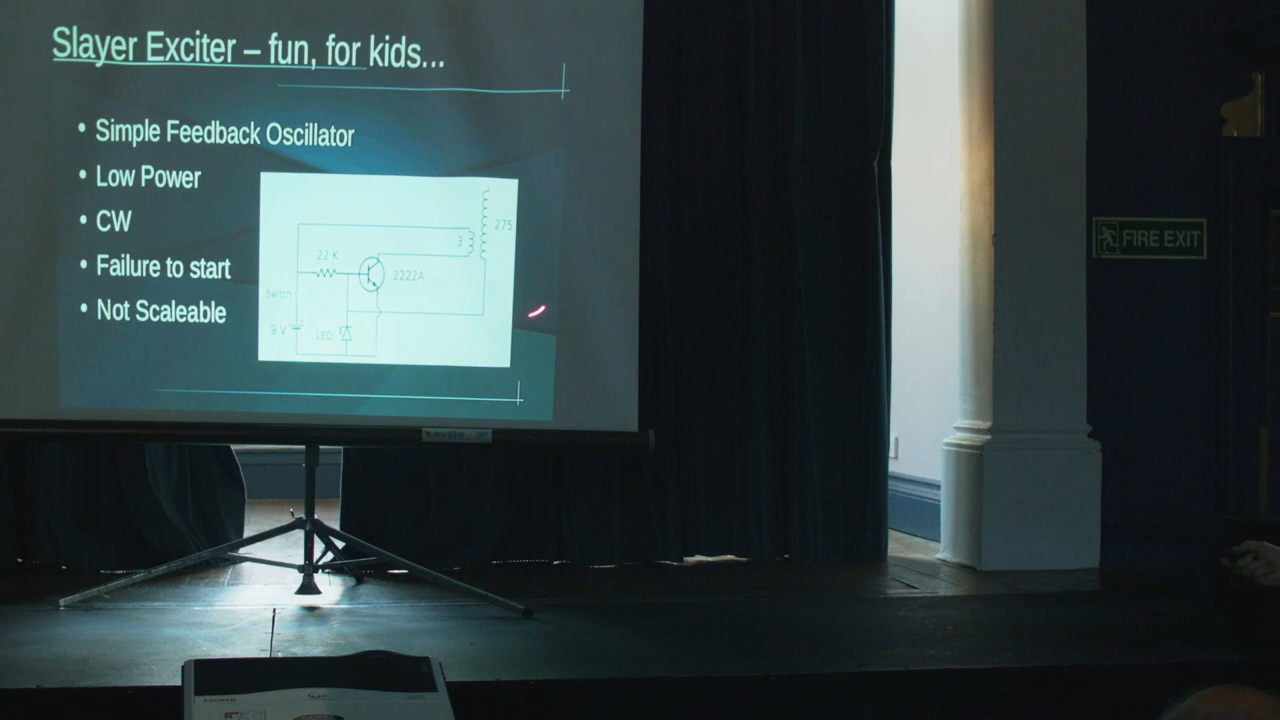 Slayer Exciter – fun, for kids...
• Simple Feedback Oscillator
• Low Power
• CW
• Failure to start
• Not Scaleable
275
3
22 K
2222A
Switch
9 V
LED
FIRE EXIT